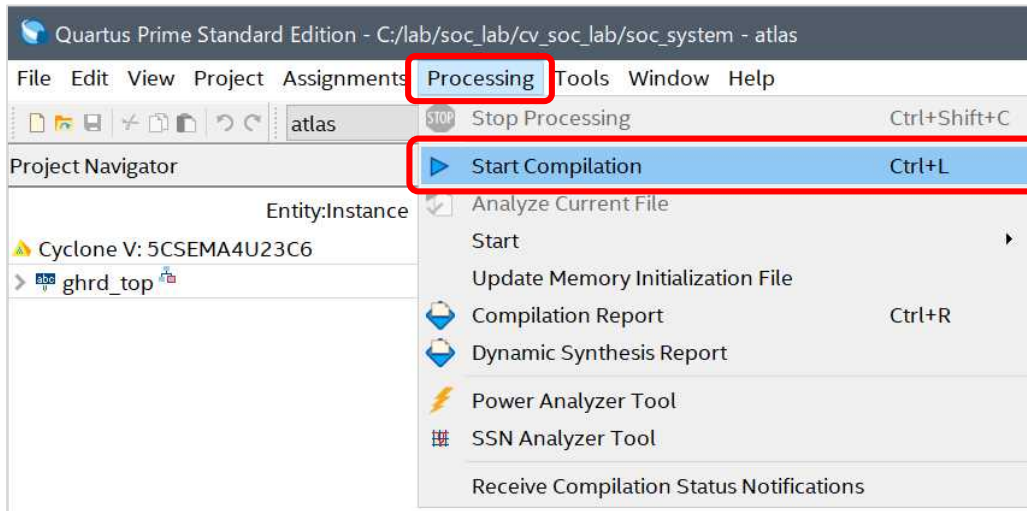 Quartus Prime Standard Edition - C:/lab/soc_lab/cv_soc_lab/soc_system - atlas
File Edit View Project Assignments Processing Tools Window Help
atlas
STOP Stop Processing Ctrl+Shift+C
Project Navigator
Start Compilation Ctrl+L
Entity:Instance
Analyze Current File
Cyclone V: 5CSEMA4U23C6
Start
abc ghrd_top
Update Memory Initialization File
Compilation Report Ctrl+R
Dynamic Synthesis Report
Power Analyzer Tool
SSN Analyzer Tool
Receive Compilation Status Notifications